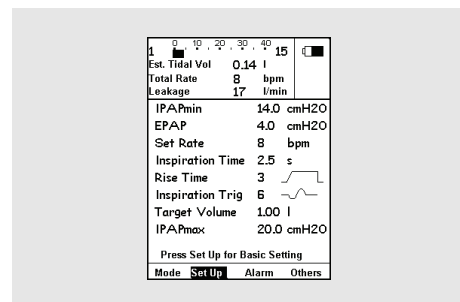 0 10 20 30 40
1 15
Est. Tidal Vol 0.14 l
Total Rate 8 bpm
Leakage 17 l/min
IPAPmin 14.0 cmH2O
EPAP 4.0 cmH2O
Set Rate 8 bpm
Inspiration Time 2.5 s
Rise Time 3
Inspiration Trig 6
Target Volume 1.00 l
IPAPmax 20.0 cmH2O
Press Set Up for Basic Setting
Mode Set Up Alarm Others